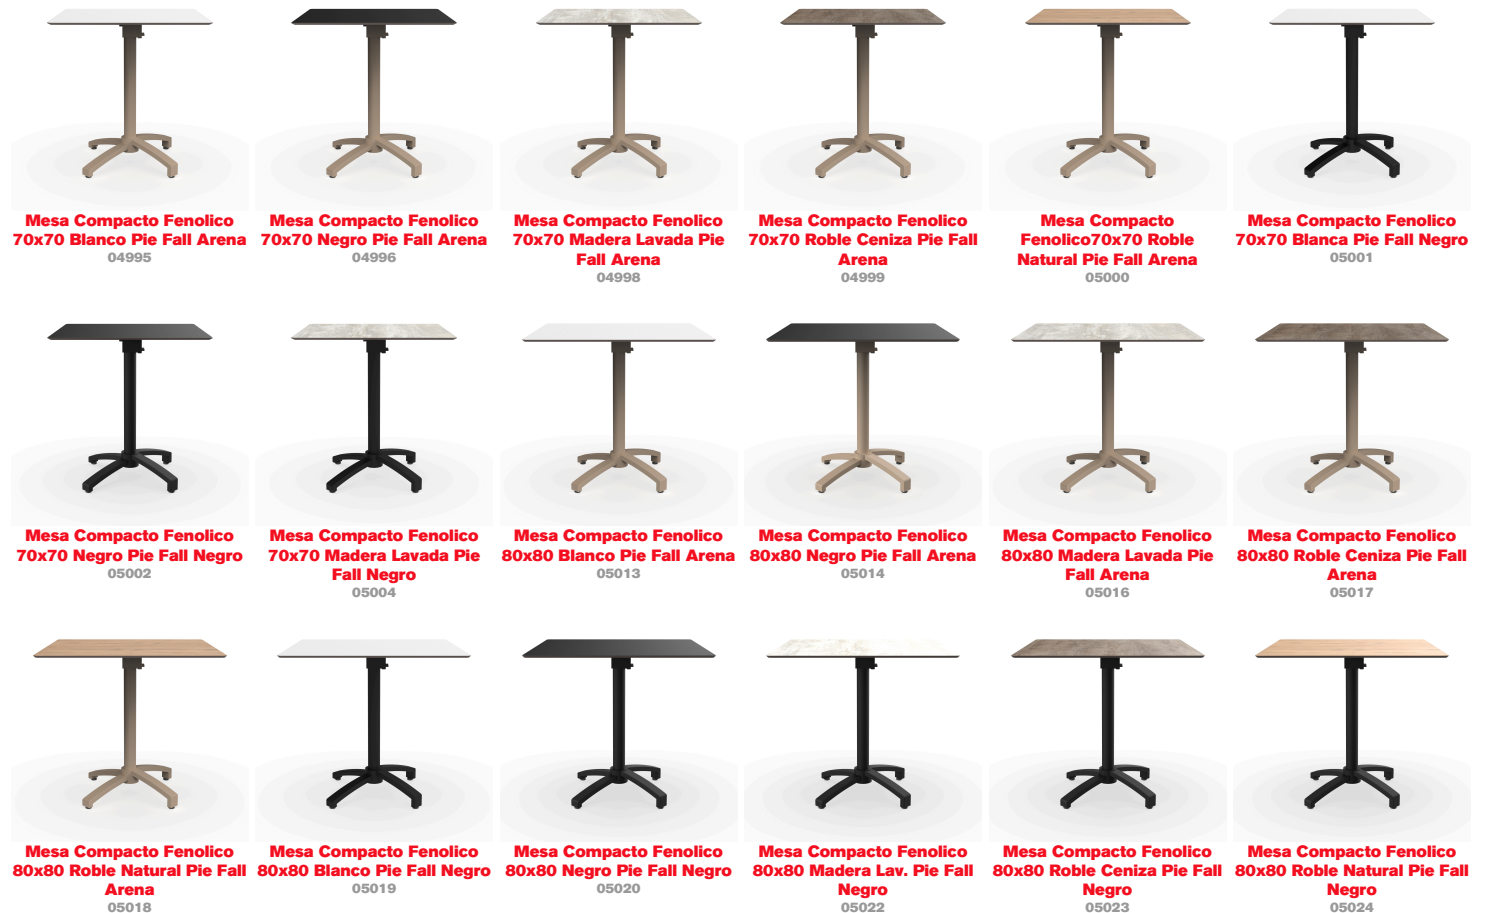 Mesa Compacto Fenolico
70x70 Blanco Pie Fall Arena
04995
Mesa Compacto Fenolico
70x70 Negro Pie Fall Arena
04996
Mesa Compacto Fenolico
70x70 Madera Lavada Pie
Fall Arena
04998
Mesa Compacto Fenolico
70x70 Roble Ceniza Pie Fall
Arena
04999
Mesa Compacto
Fenolico70x70 Roble
Natural Pie Fall Arena
05000
Mesa Compacto Fenolico
70x70 Blanca Pie Fall Negro
05001
Mesa Compacto Fenolico
70x70 Negro Pie Fall Negro
05002
Mesa Compacto Fenolico
70x70 Madera Lavada Pie
Fall Negro
05004
Mesa Compacto Fenolico
80x80 Blanco Pie Fall Arena
05013
Mesa Compacto Fenolico
80x80 Negro Pie Fall Arena
05014
Mesa Compacto Fenolico
80x80 Madera Lavada Pie
Fall Arena
05016
Mesa Compacto Fenolico
80x80 Roble Ceniza Pie Fall
Arena
05017
Mesa Compacto Fenolico
80x80 Roble Natural Pie Fall
Arena
05018
Mesa Compacto Fenolico
80x80 Blanco Pie Fall Negro
05019
Mesa Compacto Fenolico
80x80 Negro Pie Fall Negro
05020
Mesa Compacto Fenolico
80x80 Madera Lav. Pie Fall
Negro
05022
Mesa Compacto Fenolico
80x80 Roble Ceniza Pie Fall
Negro
05023
Mesa Compacto Fenolico
80x80 Roble Natural Pie Fall
Negro
05024